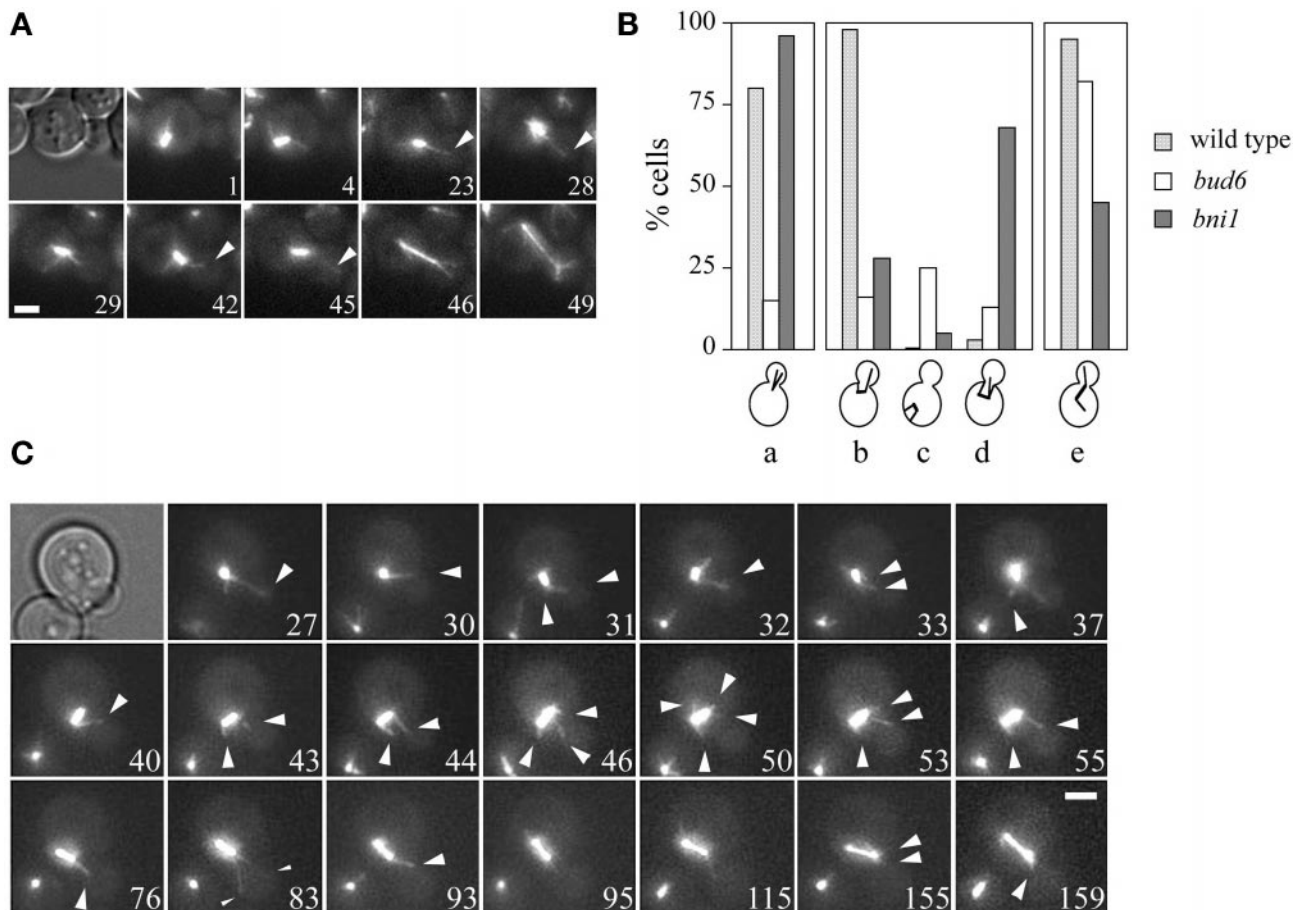 A
B
1 4 23 28
29 42 45 46 49
100
75
50
25
0
% cells
wild type
bud6
bni1
a b c d e
C
27 30 31 32 33 37
40 43 44 46 50 53 55
76 83 93 95 115 155 159